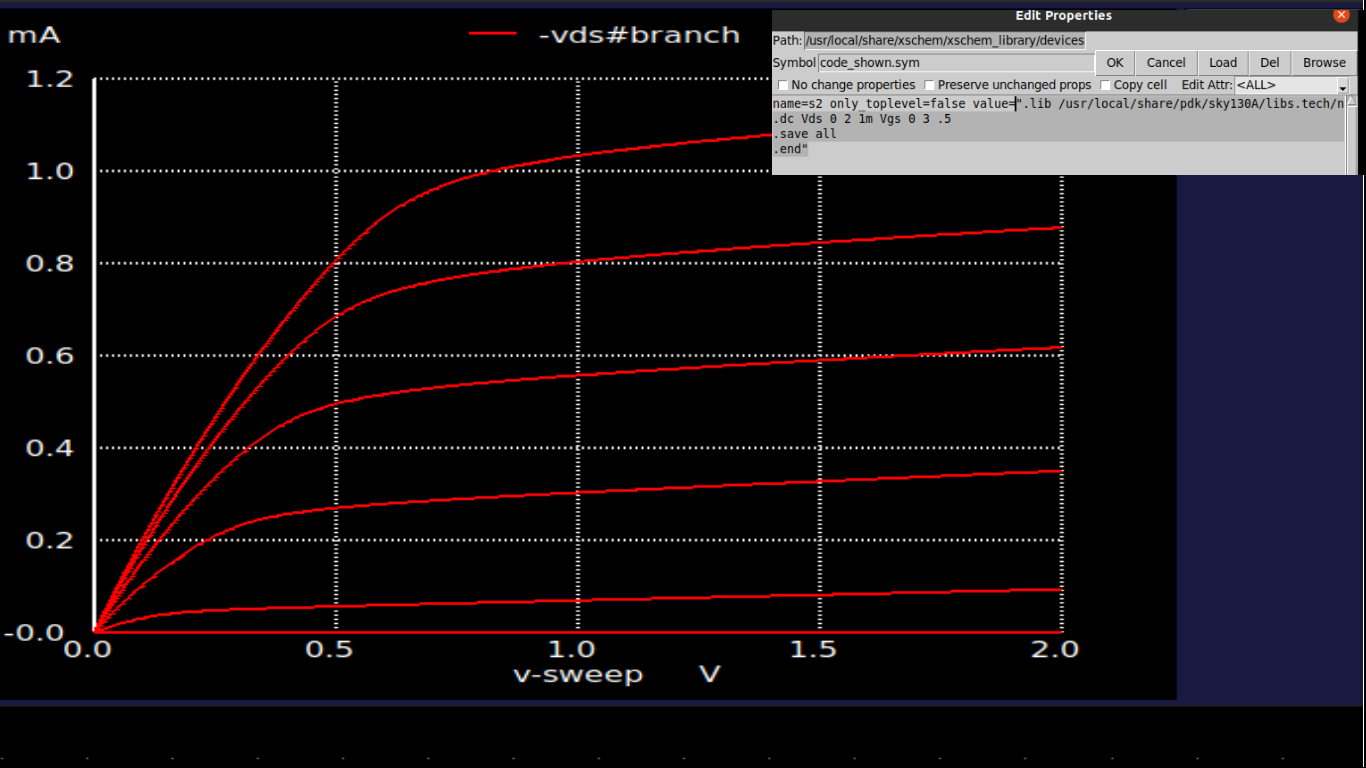 mA
-vds#branch
1.2
1.0
0.8
0.6
0.4
0.2
-0.0
0.0 0.5 1.0 1.5 2.0
v-sweep V
Edit Properties
Path: /usr/local/share/xschem/xschem_library/devices
Symbol code_shown.sym OK Cancel Load Del Browse
No change properties Preserve unchanged props Copy cell Edit Attr: <ALL>
name=s2 only_toplevel=false value=".lib /usr/local/share/pdk/sky130A/libs.tech/n
.dc Vds 0 2 1m Vgs 0 3 .5
.save all
.end"